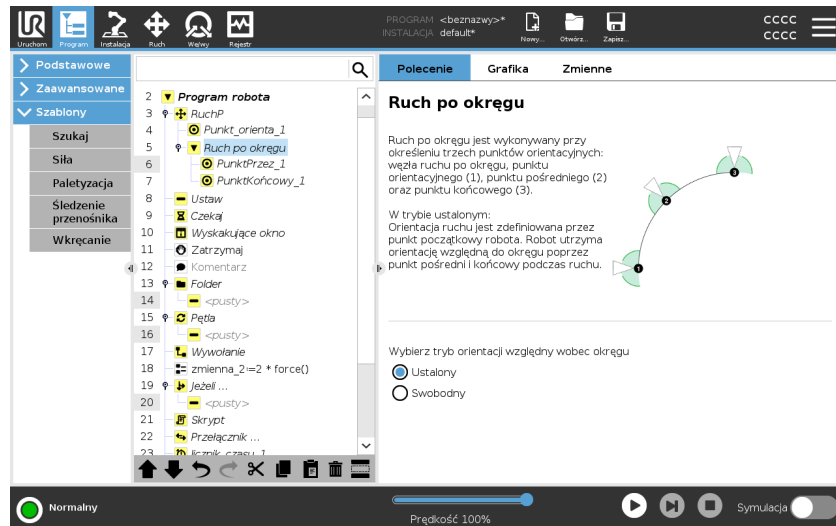 UR
Uruchom
Program
Instalacja
Ruch
We/wy
Rejestr
PROGRAM <beznazwy>*
INSTALACJA default*
Nowy...
Otwórz...
Zapisz...
CCCC
CCCC
Podstawowe
Zaawansowane
Szablony
Szukaj
Siła
Paletyzacja
Śledzenie
przenośnika
Wkręcanie
2 Program robota
3 RuchP
4 Punkt_orienta_1
5 Ruch po okręgu
6 PunktPrzez_1
7 PunktKońcowy_1
8 Ustaw
9 Czekaj
10 Wyskakujące okno
11 Zatrzymaj
12 Komentarz
13 Folder
14 <pusty>
15 Pętla
16 <pusty>
17 Wywołanie
18 zmienna_2≔2 * force()
19 Jeżeli ...
20 <pusty>
21 Skrypt
22 Przełącznik ...
23 licznik_czasu_1
Polecenie Grafika Zmienne
Ruch po okręgu
Ruch po okręgu jest wykonywany przy
określeniu trzech punktów orientacyjnych:
węzła ruchu po okręgu, punktu
orientacyjnego (1), punktu pośredniego (2)
oraz punktu końcowego (3).
W trybie ustalonym:
Orientacja ruchu jest zdefiniowana przez
punkt początkowy robota. Robot utrzyma
orientację względną do okręgu poprzez
punkt pośredni i końcowy podczas ruchu.
3
2
1
Wybierz tryb orientacji względny wobec okręgu
Ustalony
Swobodny
Normalny
Prędkość 100%
Symulacja